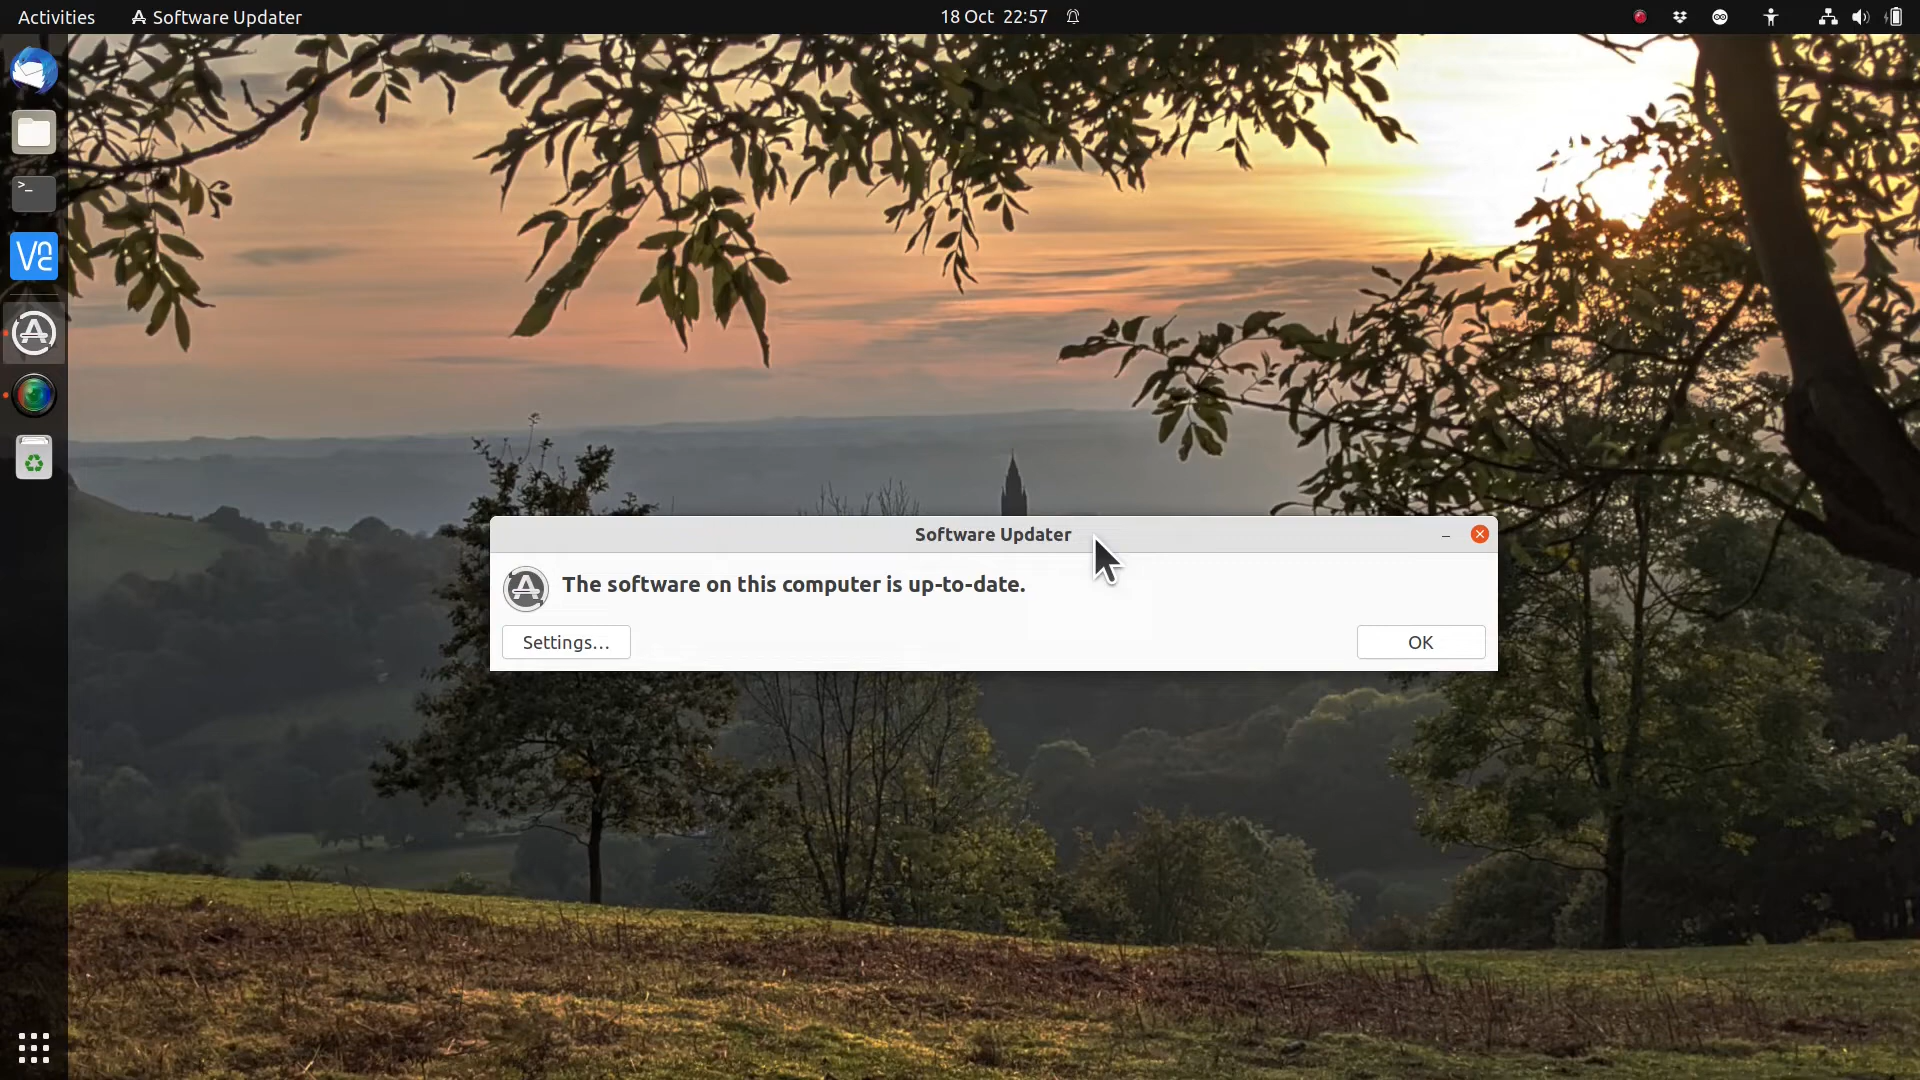 Activities
Software Updater
18 Oct 22:57
>_
VNC
Software Updater
The software on this computer is up-to-date.
Settings…
OK